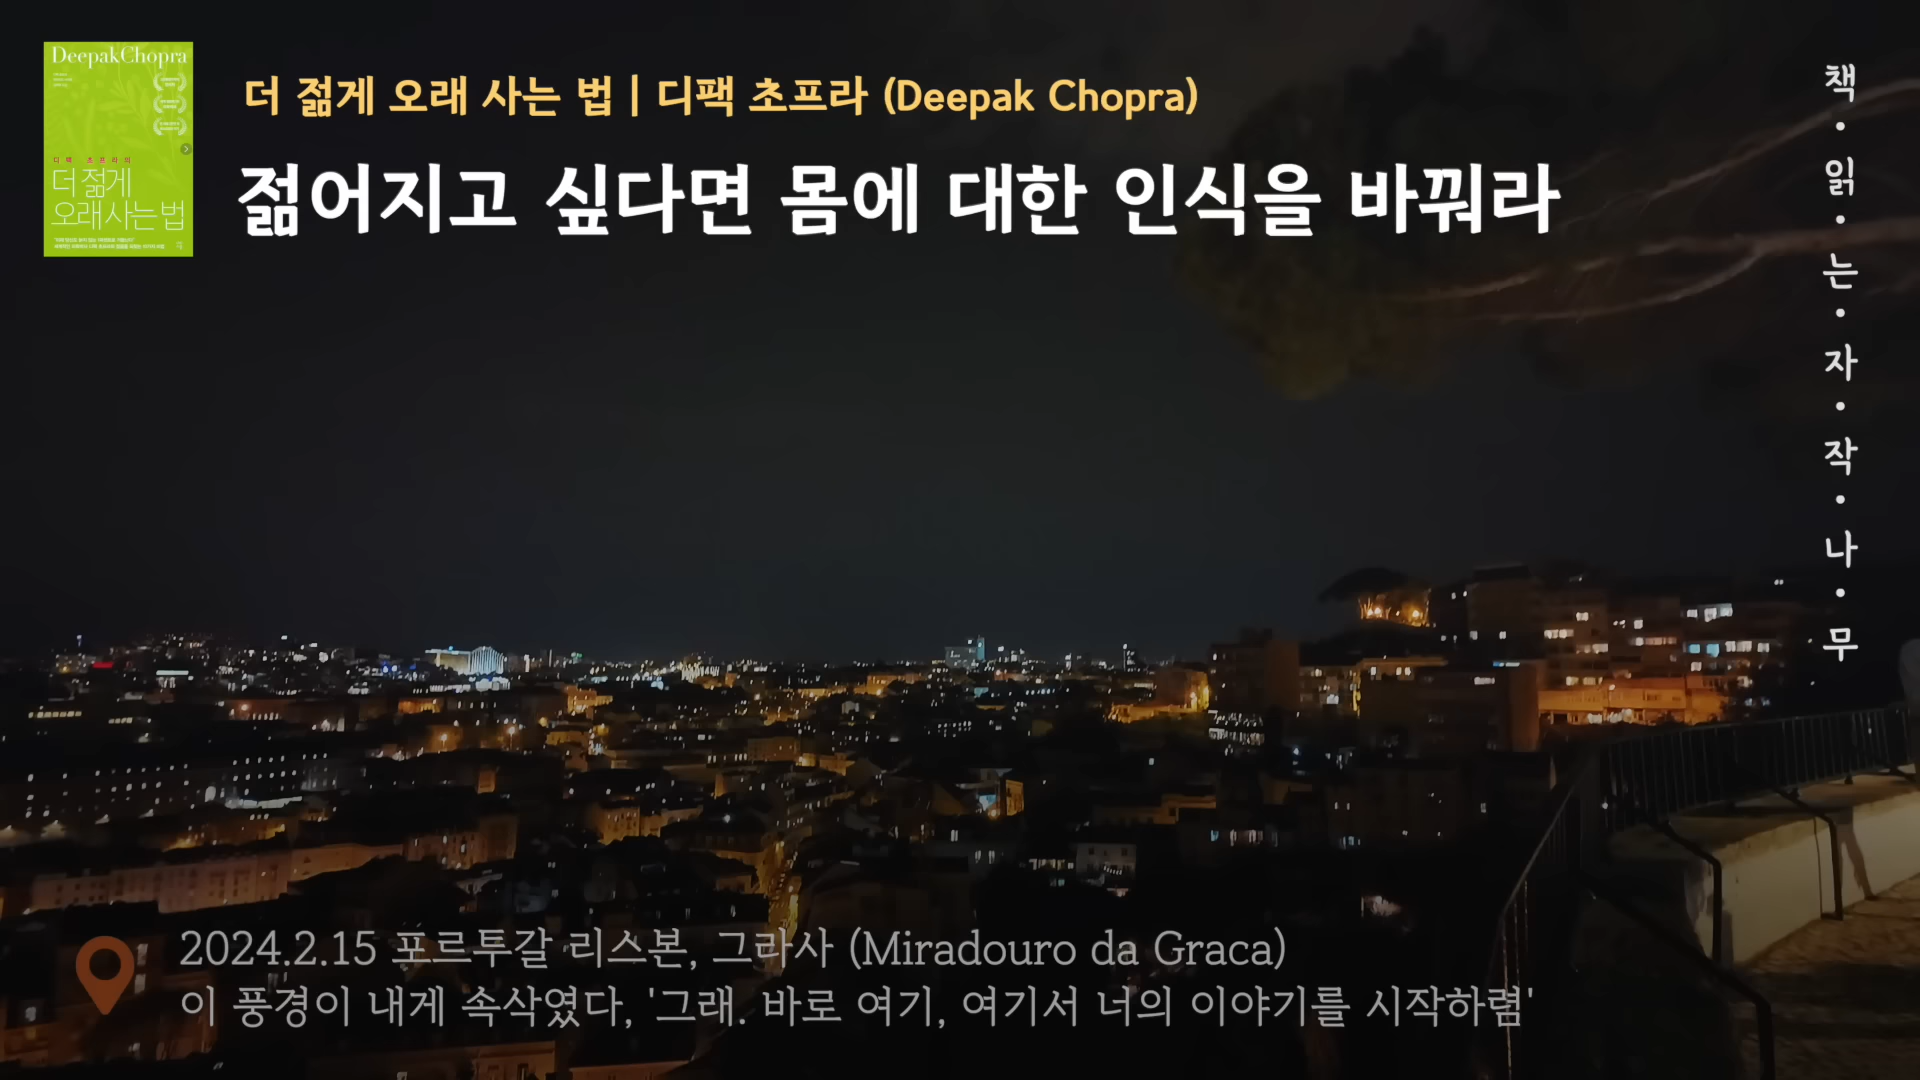 DeepakChopra
디팩 초프라의
더 젊게
오래 사는 법
더 젊게 오래 사는 법 | 디팩 초프라 (Deepak Chopra)
젊어지고 싶다면 몸에 대한 인식을 바꿔라
책·읽·는·자·작·나·무
2024.2.15 포르투갈 리스본, 그라사 (Miradouro da Graca)
이 풍경이 내게 속삭였다, '그래. 바로 여기, 여기서 너의 이야기를 시작하렴'